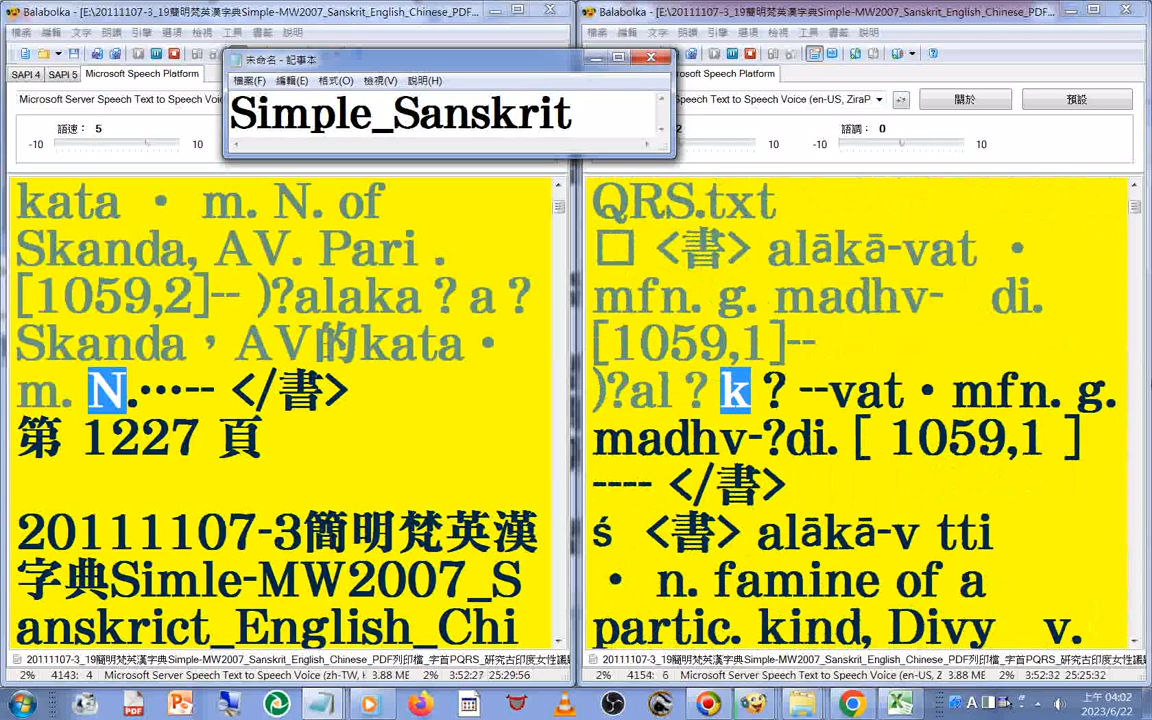 Balabolka - [E:\20111107-3_19簡明梵英漢字典Simple-MW2007_Sanskrit_English_Chinese_PDF...
檔案 編輯 文字 朗讀 引擎 選項 檢視 工具 書籤 說明
SAPI 4 SAPI 5 Microsoft Speech Platform
Microsoft Server Speech Text to Speech Voi
語速： 5
-10 10
未命名 - 記事本
檔案(F) 編輯(E) 格式(O) 檢視(V) 說明(H)
Simple_Sanskrit
kata • m. N. of
Skanda, AV. Pari .
[1059,2]-- )?alaka ? a ?
Skanda，AV的kata•
m. N.…-- </書>
第 1227 頁
20111107-3簡明梵英漢
字典Simle-MW2007_S
anskrict_English_Chi
20111107-3_19簡明梵英漢字典Simple-MW2007_Sanskrit_English_Chinese_PDF列印檔_字首PQRS_研究古印度女性議
2% 4143: 4 Microsoft Server Speech Text to Speech Voice (zh-TW, 3.88 ME 2% 3:52:27 25:29:56
Balabolka - [E:\20111107-3_19簡明梵英漢字典Simple-MW2007_Sanskrit_English_Chinese_PDF...
引擎 選項 檢視 工具 書籤 說明
Speech Platform
Speech Text to Speech Voice (en-US, ZiraP
關於 預設
2 語調： 0
10 -10 10
QRS.txt
□ <書> alākā-vat •
mfn. g. madhv- di.
[1059,1]--
)?al ? k ? --vat • mfn. g.
madhv-?di. [ 1059,1 ]
---- </書>
ś <書> alākā-v tti
• n. famine of a
partic. kind, Divy v.
20111107-3_19簡明梵英漢字典Simple-MW2007_Sanskrit_English_Chinese_PDF列印檔_字首PQRS_研究古印度女性議題
2% 4154: 6 Microsoft Server Speech Text to Speech Voice (en-US, Z 3.88 ME 2% 3:52:32 25:25:32
上午 04:02
2023/6/22